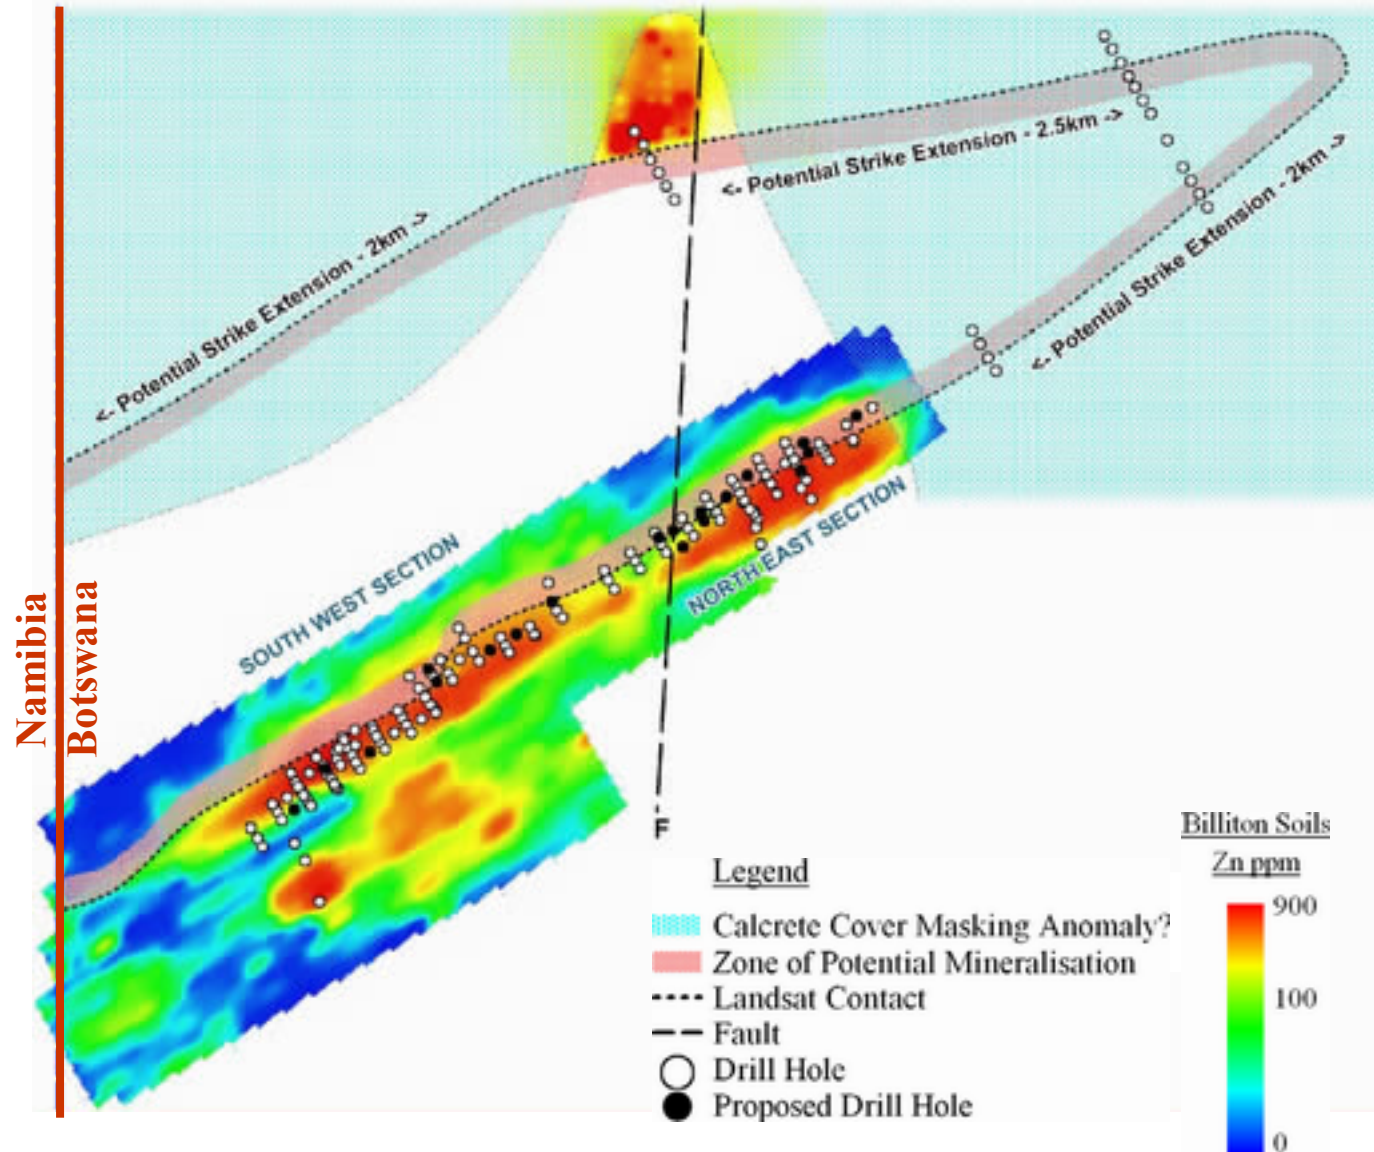 <- Potential Strike Extension - 2.5km ->
<- Potential Strike Extension - 2km ->
<- Potential Strike Extension - 2km ->
SOUTH WEST SECTION
NORTH EAST SECTION
Namibia
Botswana
F
Legend
Calcrete Cover Masking Anomaly?
Zone of Potential Mineralisation
Landsat Contact
Fault
Drill Hole
Proposed Drill Hole
Billiton Soils
Zn ppm
900
100
0